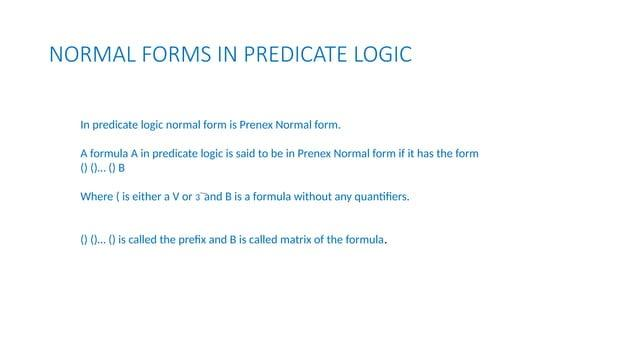 NORMAL FORMS IN PREDICATE LOGIC
In predicate logic normal form is Prenex Normal form.
A formula A in predicate logic is said to be in Prenex Normal form if it has the form
() ()… () B
Where ( is either a V or and B is a formula without any quantifiers.
() ()… () is called the prefix and B is called matrix of the formula.